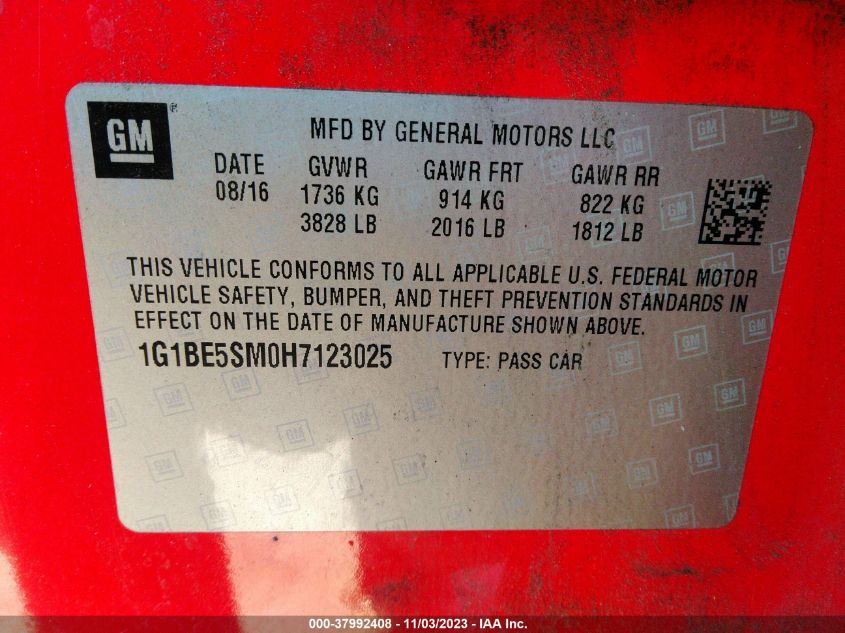 GM®
MFD BY GENERAL MOTORS LLC
DATE GVWR GAWR FRT GAWR RR
08/16 1736 KG 914 KG 822 KG
3828 LB 2016 LB 1812 LB
THIS VEHICLE CONFORMS TO ALL APPLICABLE U.S. FEDERAL MOTOR
VEHICLE SAFETY, BUMPER, AND THEFT PREVENTION STANDARDS IN
EFFECT ON THE DATE OF MANUFACTURE SHOWN ABOVE.
1G1BE5SM0H7123025 TYPE: PASS CAR
000-37992408 - 11/03/2023 - IAA Inc.